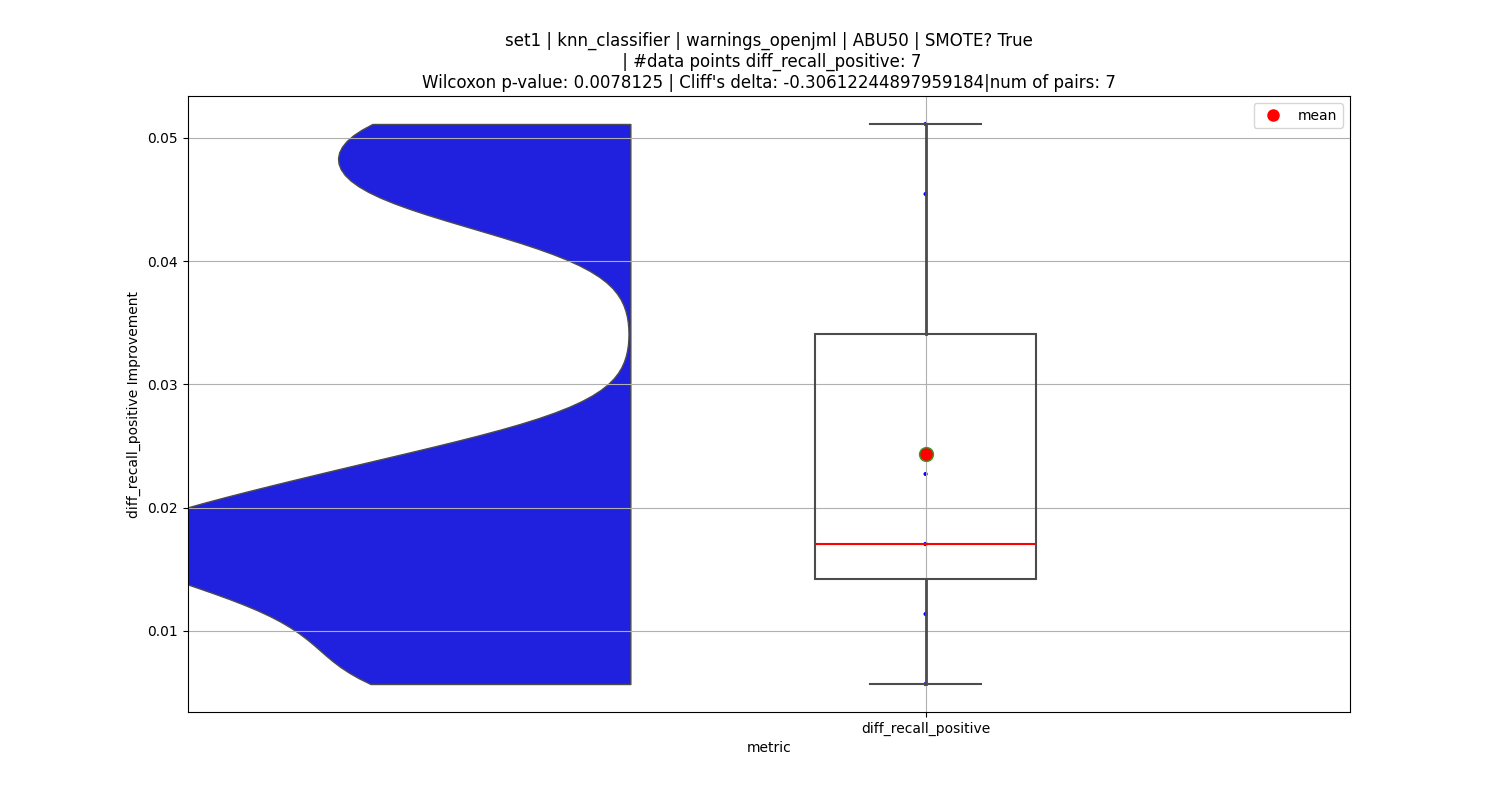 set1 | knn_classifier | warnings_openjml | ABU50 | SMOTE? True
| #data points diff_recall_positive: 7
Wilcoxon p-value: 0.0078125 | Cliff's delta: -0.30612244897959184|num of pairs: 7
mean
0.05
0.04
0.03
0.02
0.01
diff_recall_positive Improvement
diff_recall_positive
metric